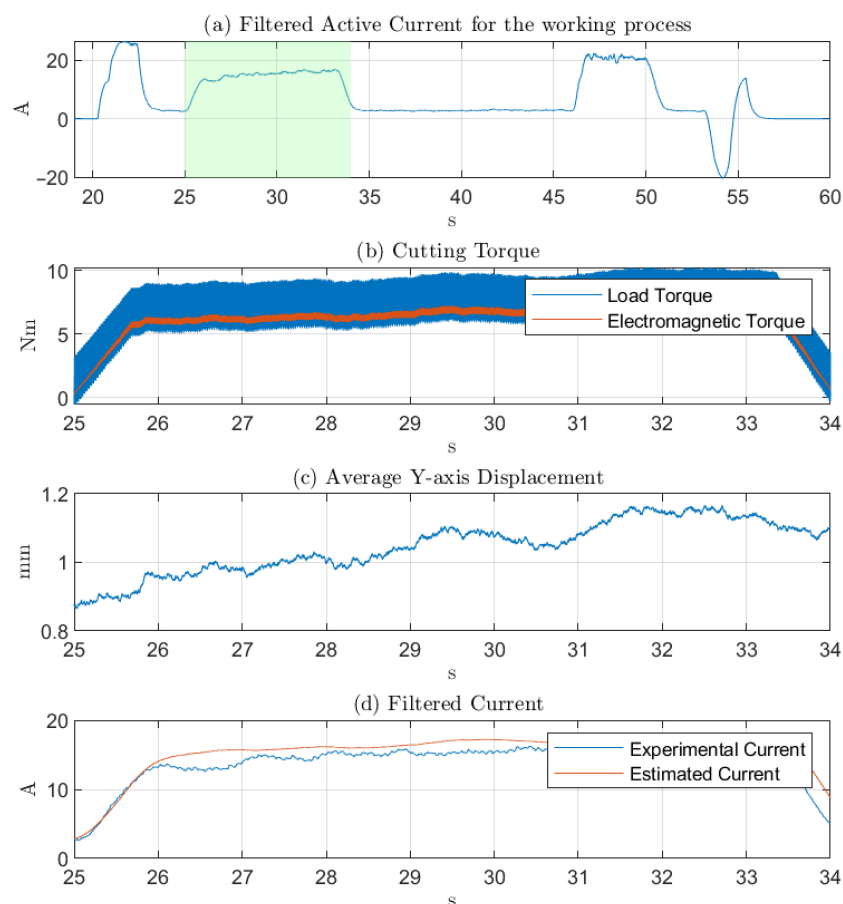 (a) Filtered Active Current for the working process
20
0
−20
A
20 25 30 35 40 45 50 55 60
s
(b) Cutting Torque
10
5
0
Nm
Load Torque
Electromagnetic Torque
25 26 27 28 29 30 31 32 33 34
s
(c) Average Y-axis Displacement
1.2
1
0.8
mm
25 26 27 28 29 30 31 32 33 34
s
(d) Filtered Current
20
10
0
A
Experimental Current
Estimated Current
25 26 27 28 29 30 31 32 33 34
s